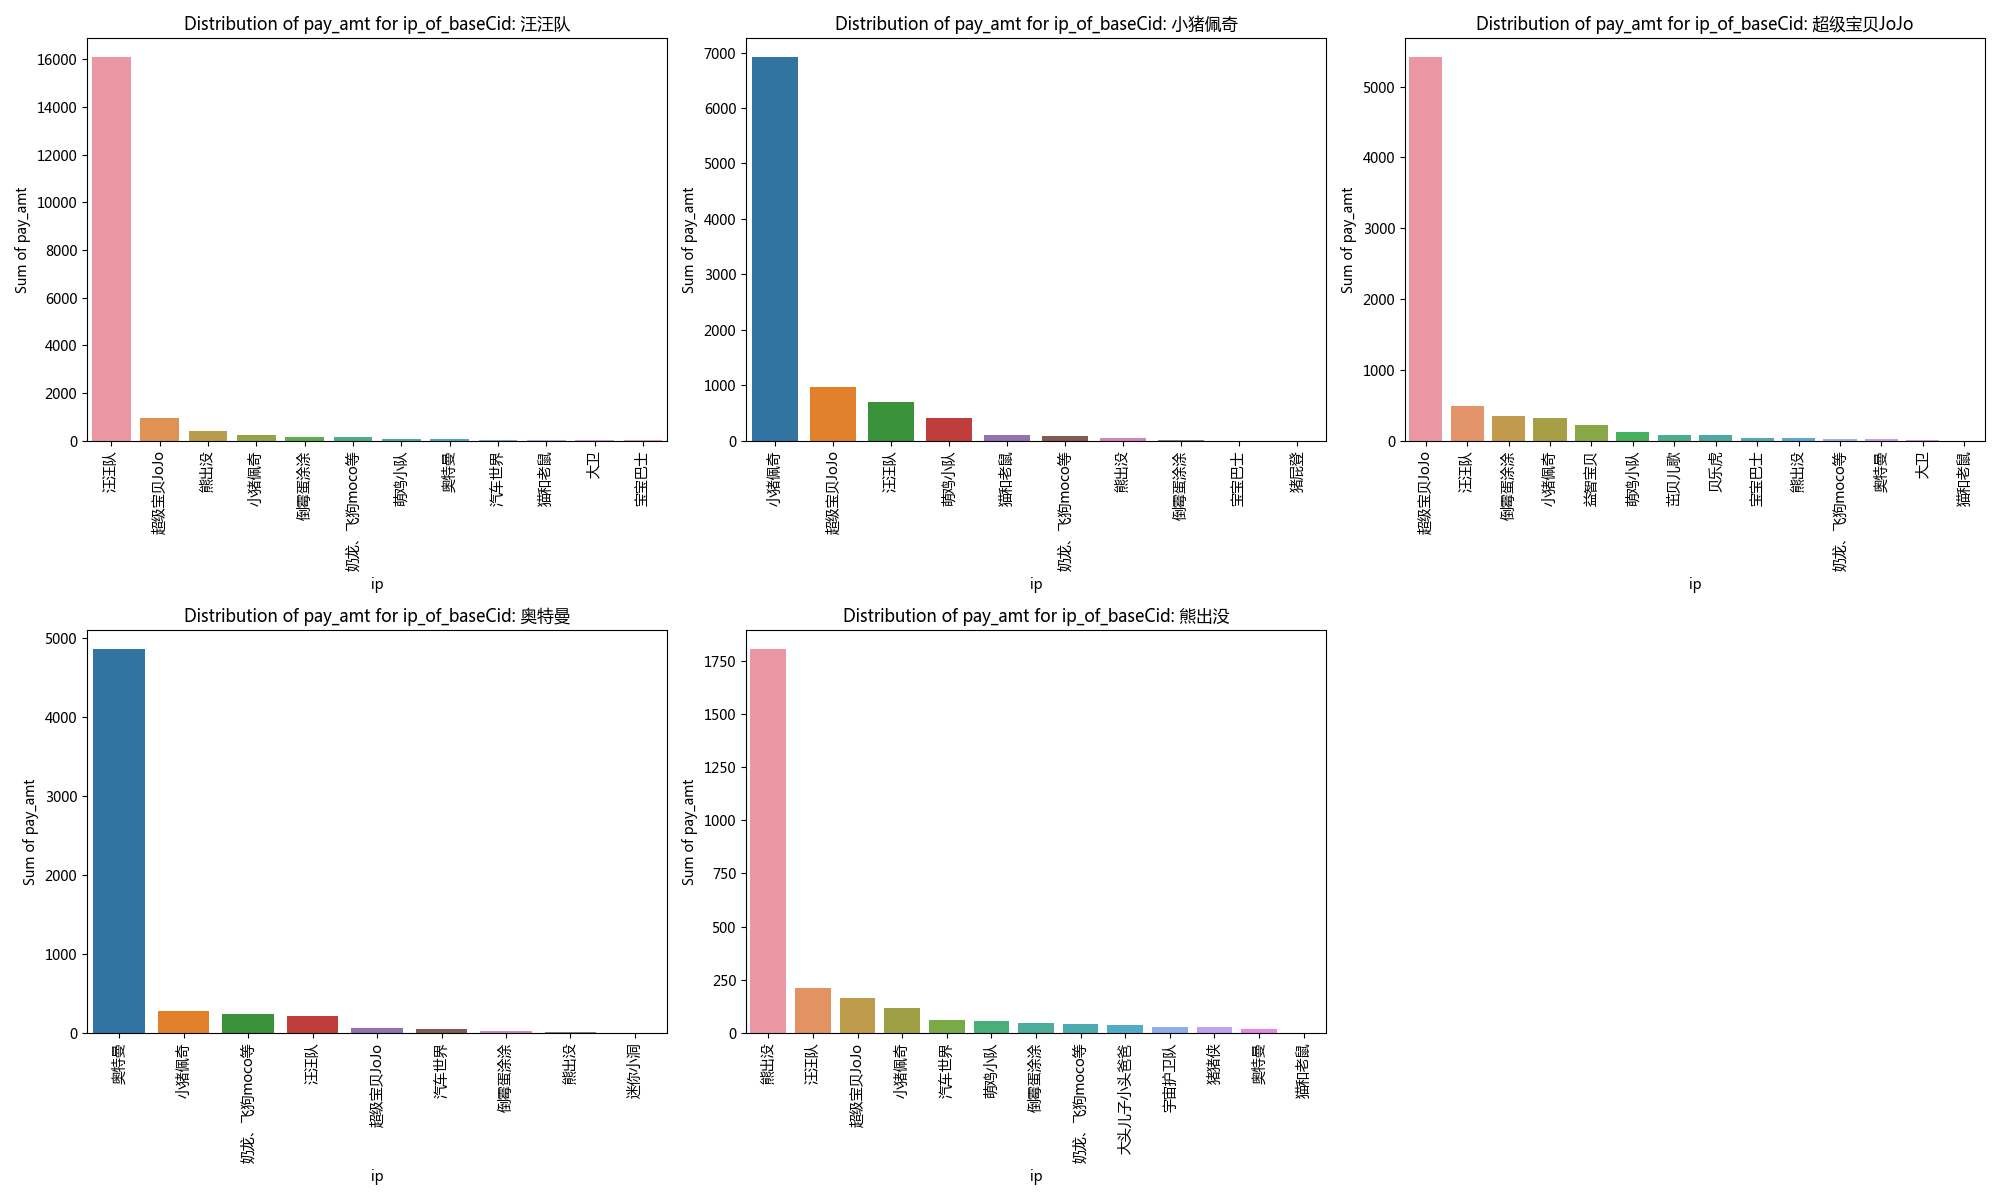 Distribution of pay_amt for ip_of_baseCid: 汪汪队
Sum of pay_amt
16000
14000
12000
10000
8000
6000
4000
2000
0
汪汪队
超级宝贝JoJo
熊出没
小猪佩奇
倒霉蛋涂涂
奶龙、飞狗moco等
萌鸡小队
奥特曼
汽车世界
猫和老鼠
大卫
宝宝巴士
ip
Distribution of pay_amt for ip_of_baseCid: 小猪佩奇
Sum of pay_amt
7000
6000
5000
4000
3000
2000
1000
0
小猪佩奇
超级宝贝JoJo
汪汪队
萌鸡小队
猫和老鼠
奶龙、飞狗moco等
熊出没
倒霉蛋涂涂
宝宝巴士
猪屁登
ip
Distribution of pay_amt for ip_of_baseCid: 超级宝贝JoJo
Sum of pay_amt
5000
4000
3000
2000
1000
0
超级宝贝JoJo
汪汪队
倒霉蛋涂涂
小猪佩奇
益智宝贝
萌鸡小队
茁贝儿歌
贝乐虎
宝宝巴士
熊出没
奶龙、飞狗moco等
奥特曼
大卫
猫和老鼠
ip
Distribution of pay_amt for ip_of_baseCid: 奥特曼
Sum of pay_amt
5000
4000
3000
2000
1000
0
奥特曼
小猪佩奇
奶龙、飞狗moco等
汪汪队
超级宝贝JoJo
汽车世界
倒霉蛋涂涂
熊出没
迷你小洞
ip
Distribution of pay_amt for ip_of_baseCid: 熊出没
Sum of pay_amt
1750
1500
1250
1000
750
500
250
0
熊出没
汪汪队
超级宝贝JoJo
小猪佩奇
汽车世界
萌鸡小队
倒霉蛋涂涂
奶龙、飞狗moco等
大头儿子小头爸爸
宇宙护卫队
猪猪侠
奥特曼
猫和老鼠
ip